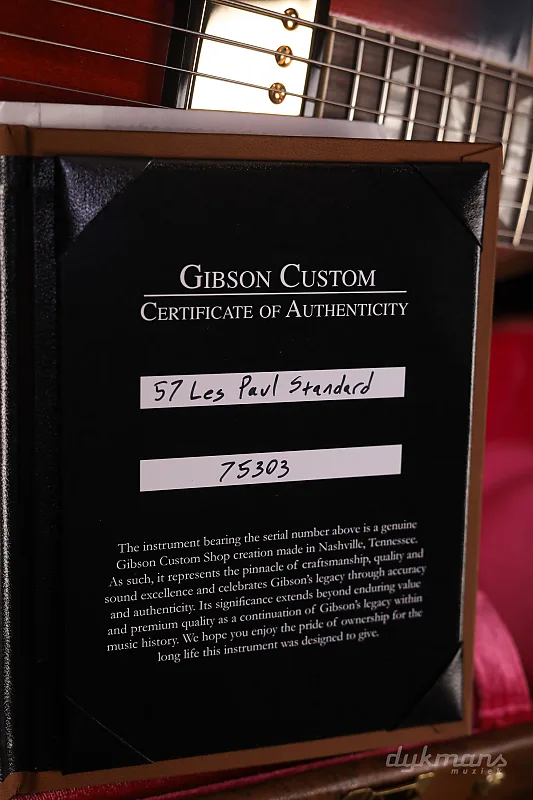 GIBSON CUSTOM
CERTIFICATE OF AUTHENTICITY
57 Les Paul Standard
75303
The instrument bearing the serial number above is a genuine
Gibson Custom Shop creation made in Nashville, Tennessee.
As such, it represents the pinnacle of craftsmanship, quality and
sound excellence and celebrates Gibson's legacy through accuracy
and authenticity. Its significance extends beyond enduring value
and premium quality as a continuation of Gibson's legacy within
music history. We hope you enjoy the pride of ownership for the
long life this instrument was designed to give.
dykmans
muziek